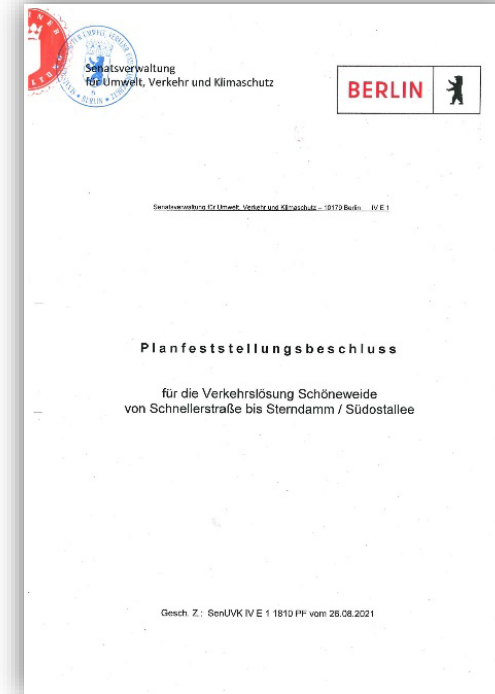 Senatsverwaltung
für Umwelt, Verkehr und Klimaschutz
BERLIN
Senatsverwaltung für Umwelt, Verkehr und Klimaschutz – 10179 Berlin IV E 1
Planfeststellungsbeschluss
für die Verkehrslösung Schöneweide
von Schnellerstraße bis Sterndamm / Südostallee
Gesch. Z.: SenUVK IV E 1 1810 PF vom 26.08.2021